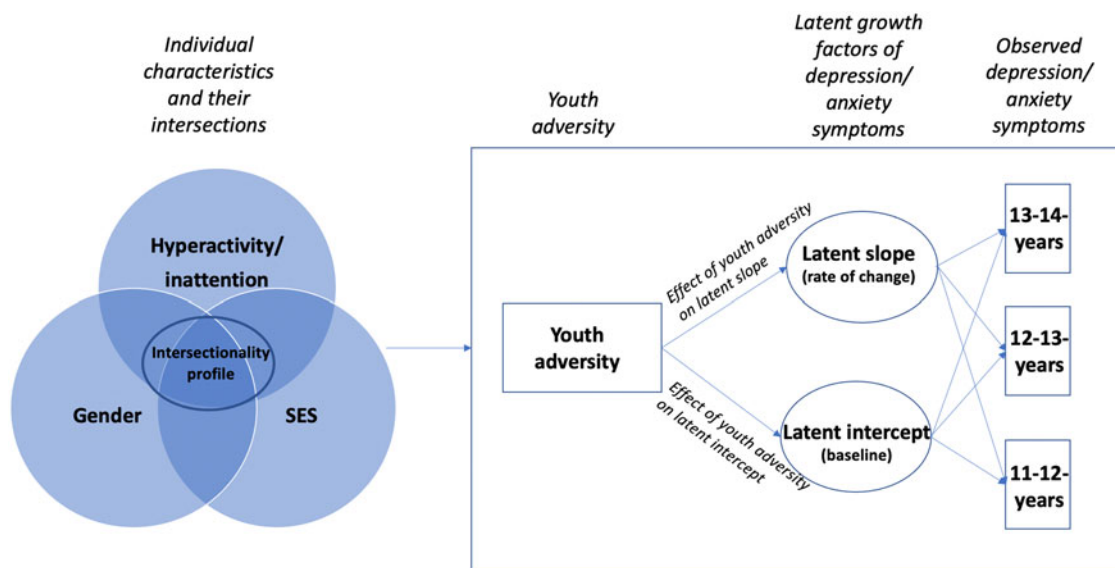 Individual
characteristics
and their
intersections
Youth
adversity
Latent growth
factors of
depression/
anxiety
symptoms
Observed
depression/
anxiety
symptoms
Hyperactivity/
inattention
Intersectionality
profile
Gender
SES
Youth
adversity
Effect of youth adversity
on latent slope
Effect of youth adversity
on latent intercept
Latent slope
(rate of change)
Latent intercept
(baseline)
13-14-
years
12-13-
years
11-12-
years